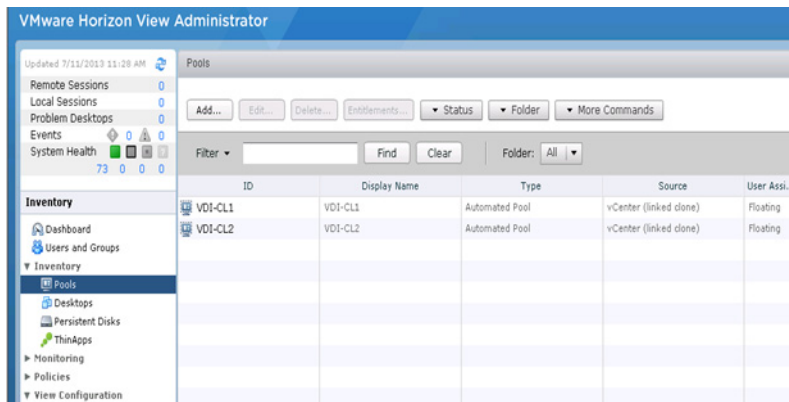 VMware Horizon View Administrator
Updated 7/11/2013 11:28 AM
Remote Sessions 0
Local Sessions 0
Problem Desktops 0
Events 0 0
System Health
73 0 0 0
Inventory
Dashboard
Users and Groups
▼ Inventory
Pools
Desktops
Persistent Disks
ThinApps
▶ Monitoring
▶ Policies
▼ View Configuration
Pools
Add... Edit... Delete... Entitlements... ▼ Status ▼ Folder ▼ More Commands
Filter ▼ Find Clear Folder: All ▼
ID Display Name Type Source User Assi.
VDI-CL1 VDI-CL1 Automated Pool vCenter (linked clone) Floating
VDI-CL2 VDI-CL2 Automated Pool vCenter (linked clone) Floating